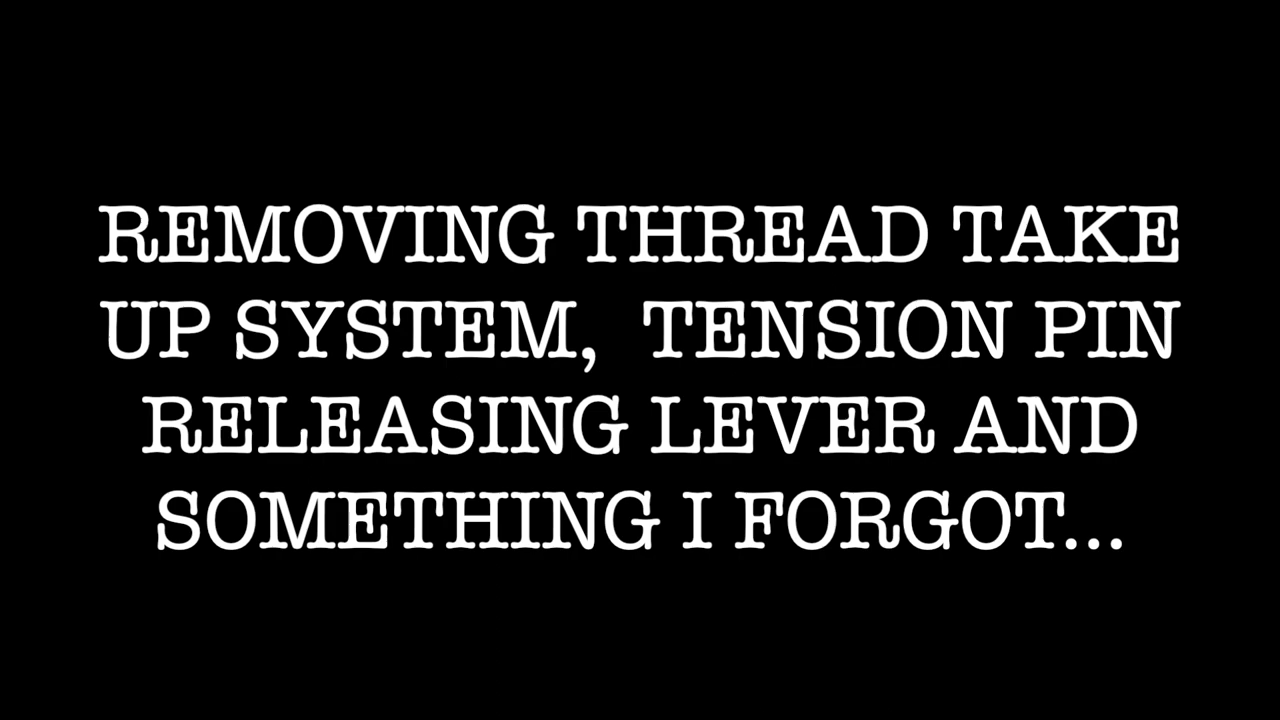 REMOVING THREAD TAKE
UP SYSTEM,  TENSION PIN
RELEASING LEVER AND
SOMETHING I FORGOT...